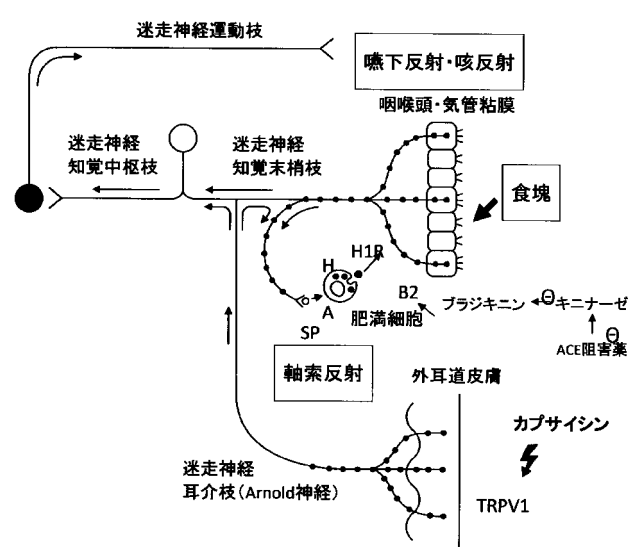 迷走神経運動枝
嚥下反射・咳反射
咽喉頭・気管粘膜
迷走神経
知覚中枢枝
迷走神経
知覚末梢枝
食塊
H1R
H
A
肥満細胞
SP
B2
ブラジキニン
⊖
キニナーゼ
⊖
ACE阻害薬
軸索反射
外耳道皮膚
カプサイシン
迷走神経
耳介枝(Arnold神経)
TRPV1